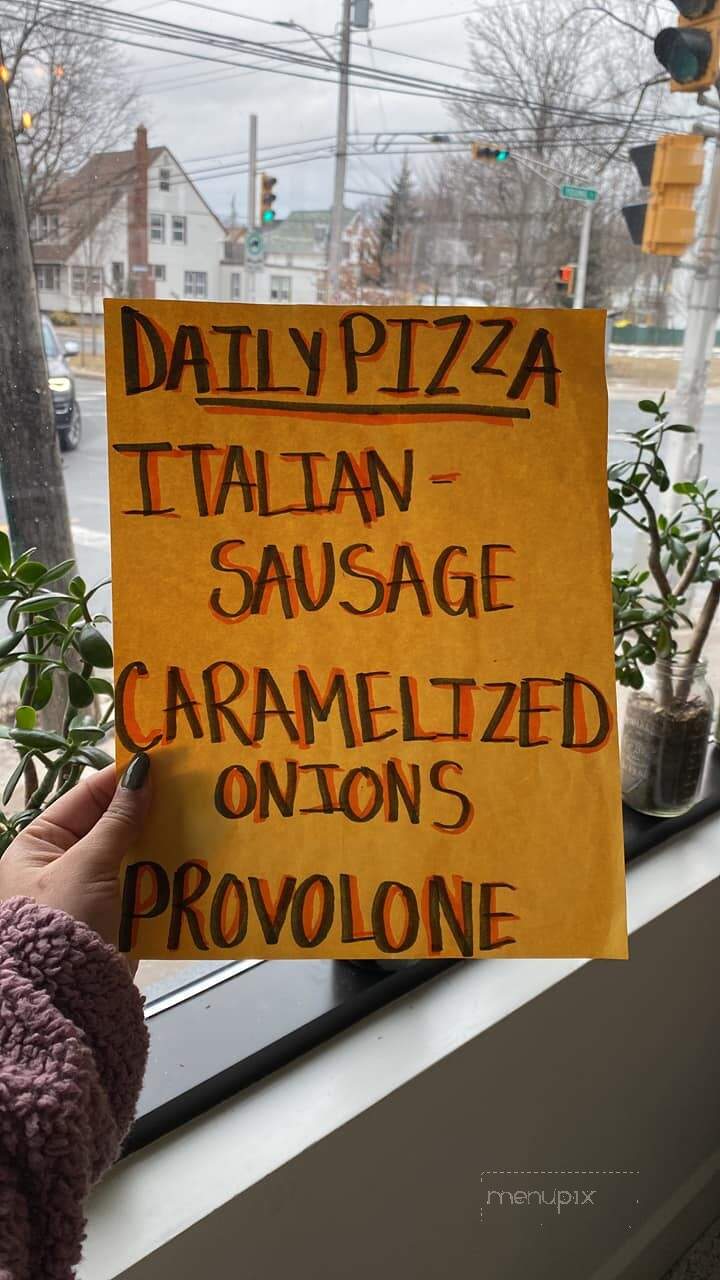 DAILY PIZZA
ITALIAN-
SAUSAGE
CARAMELIZED
ONIONS
PROVOLONE
menupix